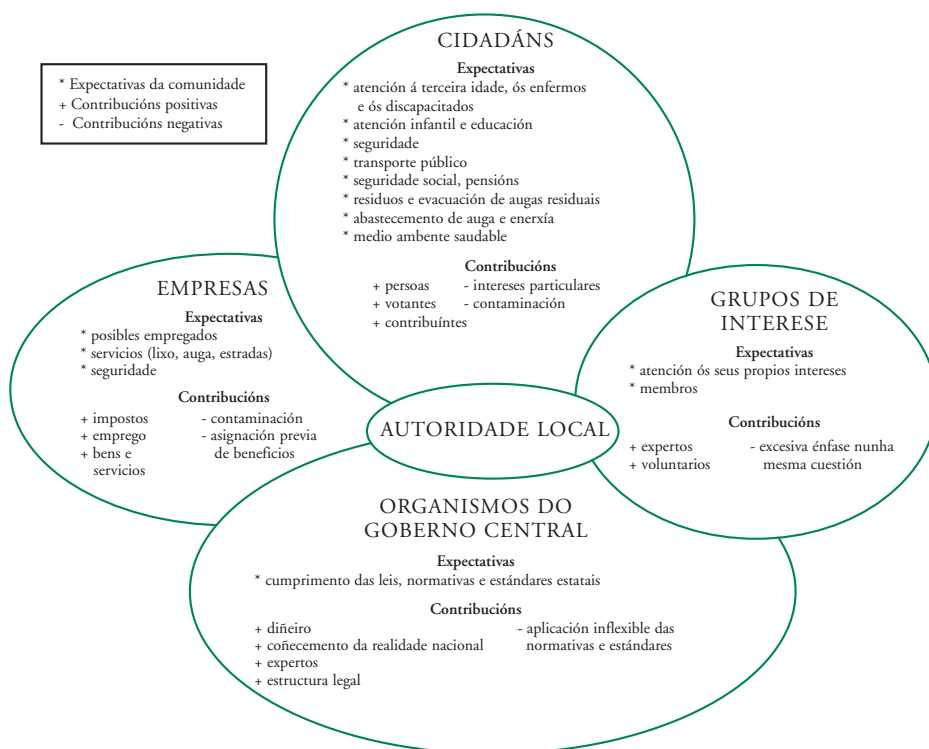 CIDADÁNS
Expectativas
* atención á terceira idade, ós enfermos
e ós discapacitados
* atención infantil e educación
* seguridade
* transporte público
* seguridade social, pensións
* residuos e evacuación de augas residuais
* abastecemento de auga e enerxía
* medio ambente saudable
Contribucións
+ persoas - intereses particulares
+ votantes - contaminación
+ contribuíntes
* Expectativas da comunidade
+ Contribucións positivas
- Contribucións negativas
EMPRESAS
Expectativas
* posibles empregados
* servicios (lixo, auga, estradas)
* seguridade
Contribucións
+ impostos - contaminación
+ emprego - asignación previa
+ bens e de beneficios
servicios
GRUPOS DE
INTERESE
Expectativas
* atención ós seus propios intereses
* membros
Contribucións
+ expertos - excesiva énfase nunha
+ voluntarios mesma cuestión
AUTORIDADE LOCAL
ORGANISMOS DO
GOBERNO CENTRAL
Expectativas
* cumprimento das leis, normativas e estándares estatais
Contribucións
+ diñeiro - aplicación inflexible das
+ coñecemento da realidade nacional normativas e estándares
+ expertos
+ estructura legal